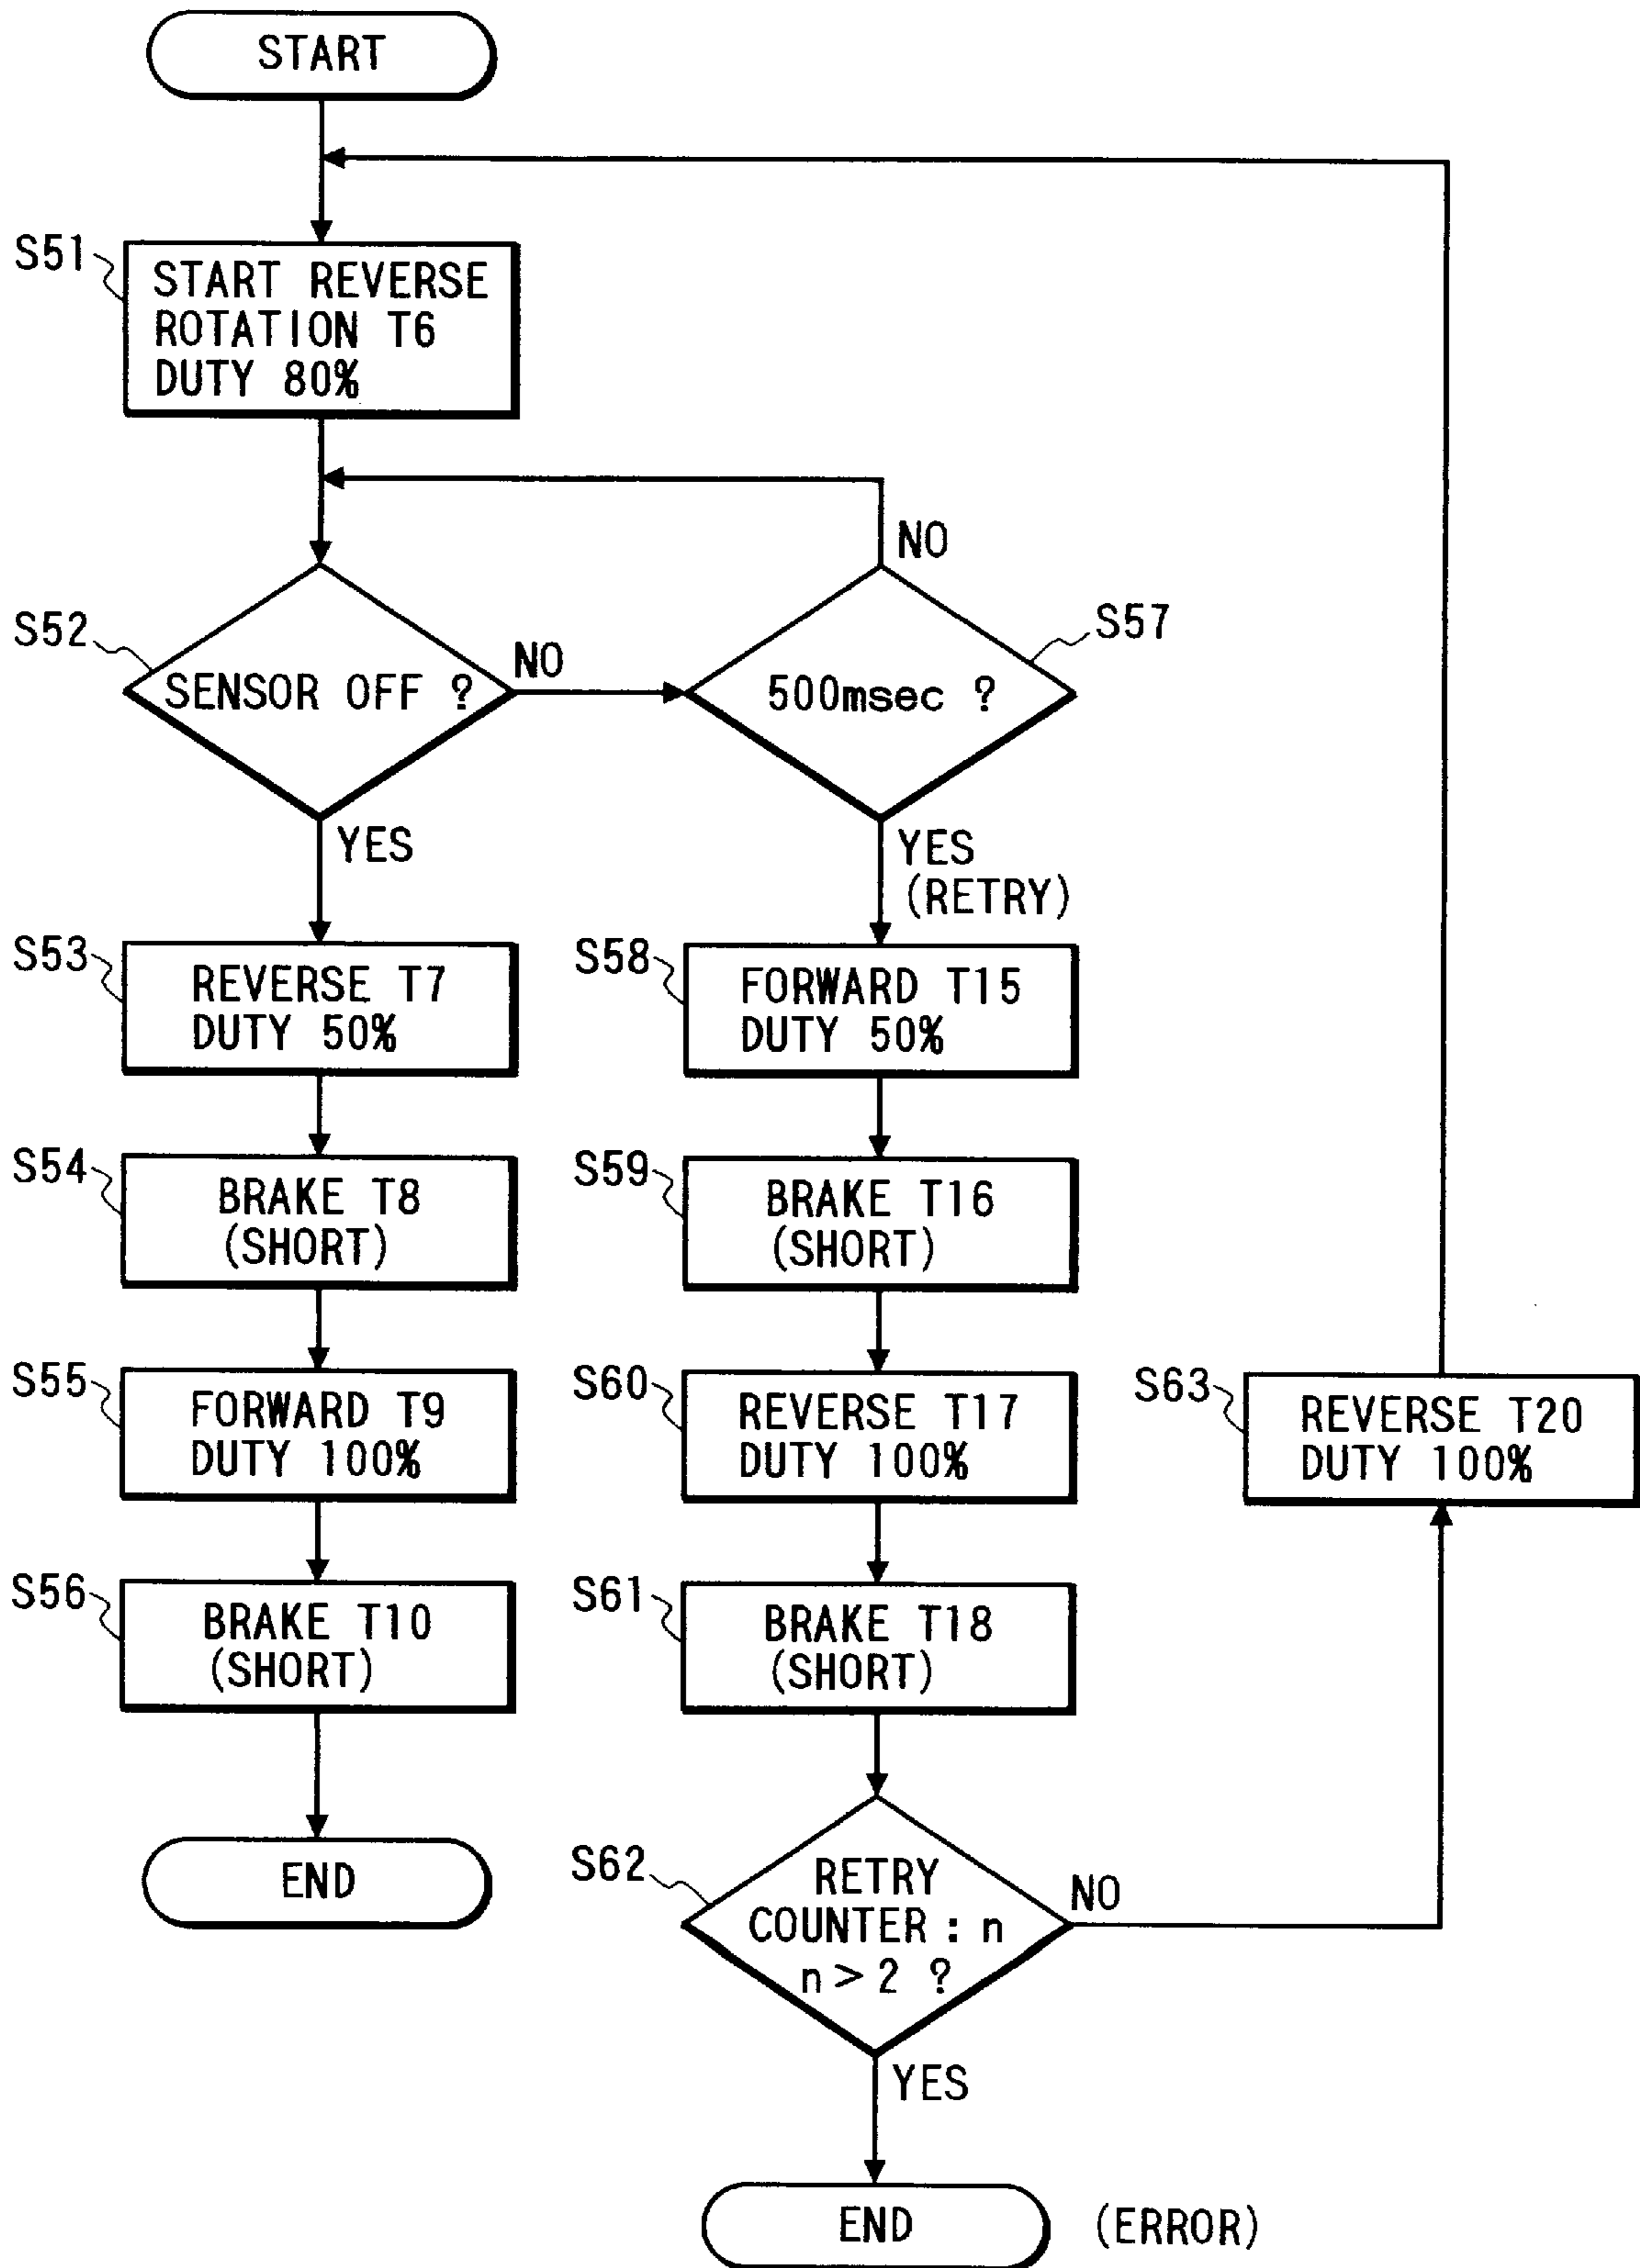 START
S51
START REVERSE
ROTATION T6
DUTY 80%
S52
SENSOR OFF ?
NO
YES
S57
500msec ?
NO
YES
(RETRY)
S53
REVERSE T7
DUTY 50%
S54
BRAKE T8
(SHORT)
S55
FORWARD T9
DUTY 100%
S56
BRAKE T10
(SHORT)
END
S58
FORWARD T15
DUTY 50%
S59
BRAKE T16
(SHORT)
S60
REVERSE T17
DUTY 100%
S61
BRAKE T18
(SHORT)
S62
RETRY
COUNTER : n
n > 2 ?
NO
YES
S63
REVERSE T20
DUTY 100%
END
(ERROR)